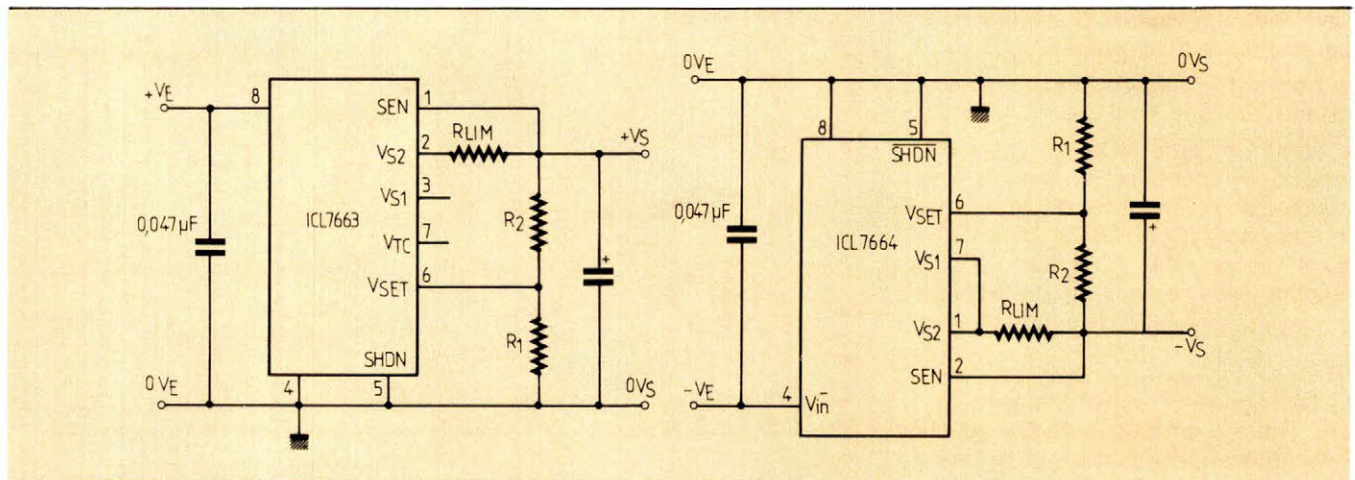 +VE
0,047µF
8
ICL7663
SEN
1
VS2
2
RLIM
VS1
3
VTC
7
VSET
6
SHDN
4
5
R2
R1
+VS
0VE
0VS
0VE
0VS
0,047µF
8
5
SHDN
ICL7664
VSET
6
VS1
7
VS2
1
RLIM
SEN
2
R1
R2
+
+
-VS
-VE
4
Vin-